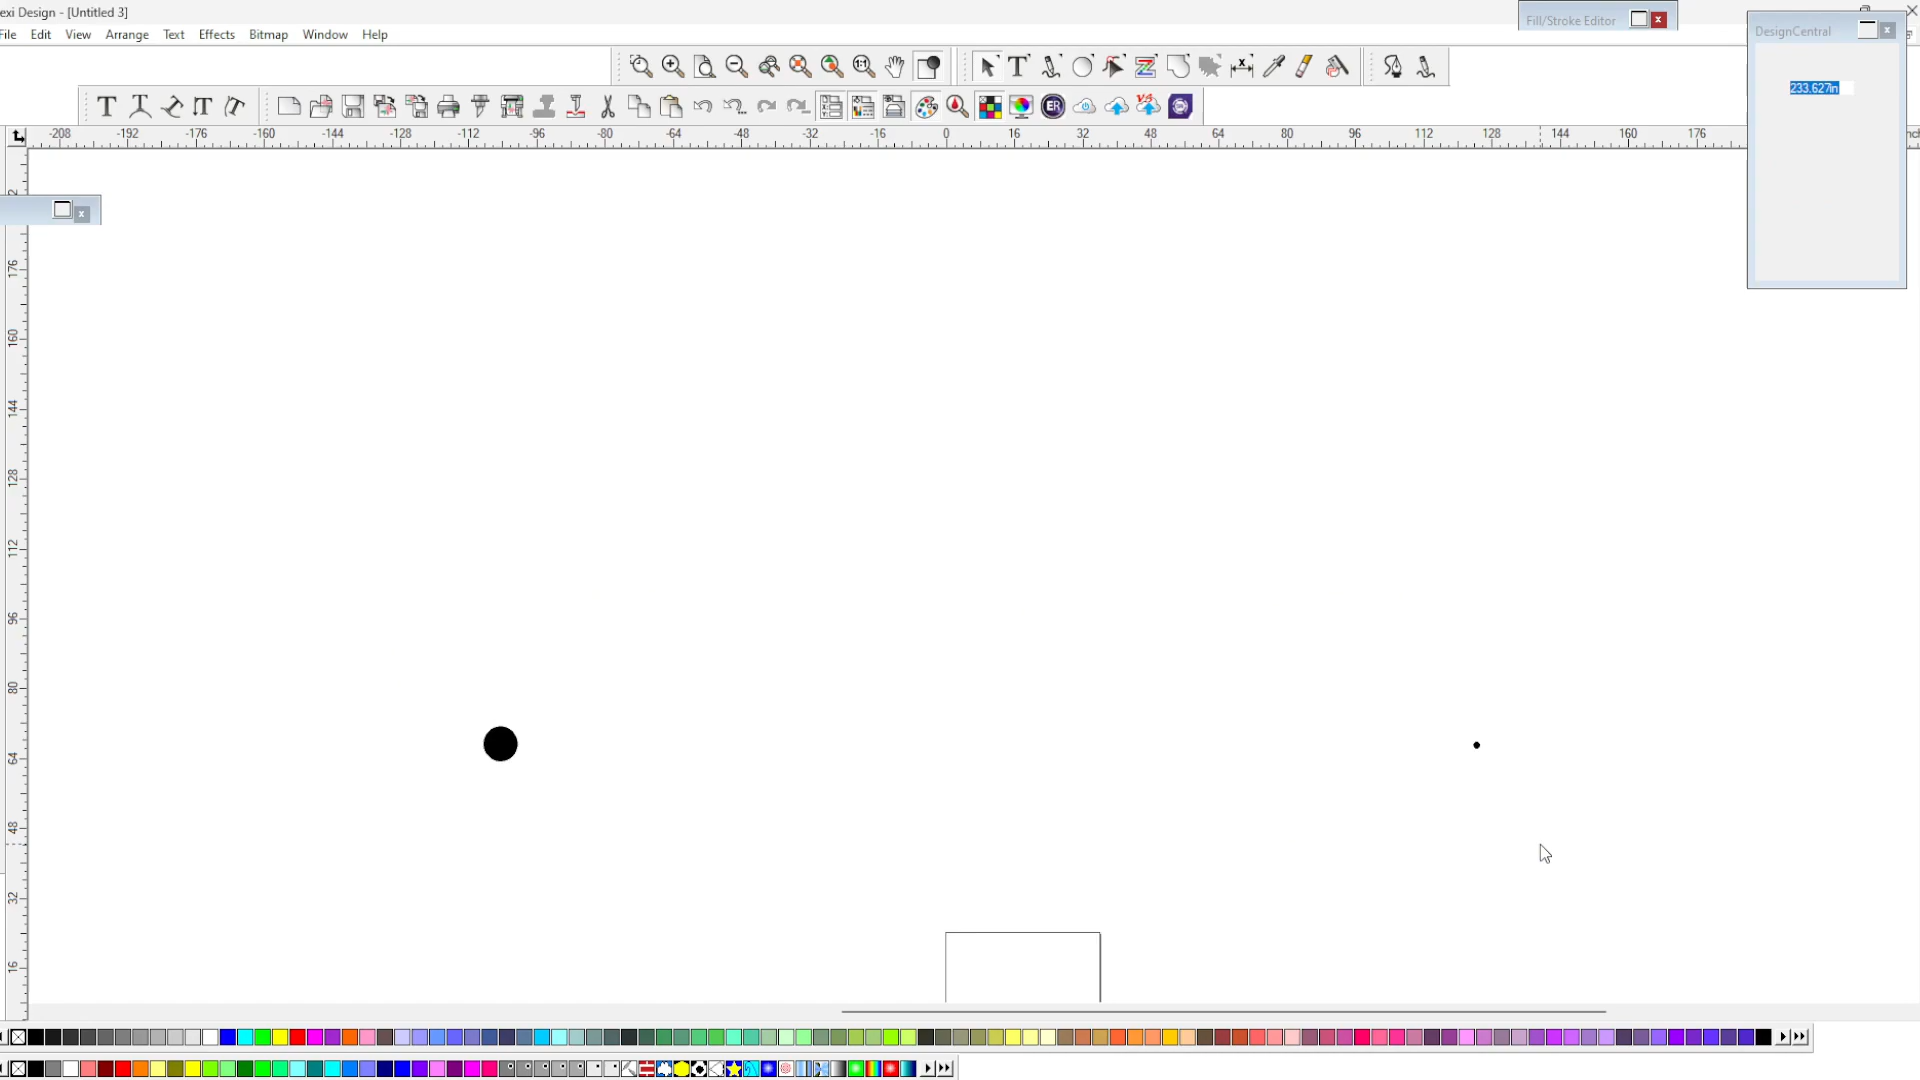 exi Design - [Untitled 3]
Fill/Stroke Editor
DesignCentral
File Edit View Arrange Text Effects Bitmap Window Help
233.627in
-208 -192 -176 -160 -144 -128 -112 -96 -80 -64 -48 -32 -16 0 16 32 48 64 80 96 112 128 144 160 176
176
160
144
128
112
96
80
64
48
32
16